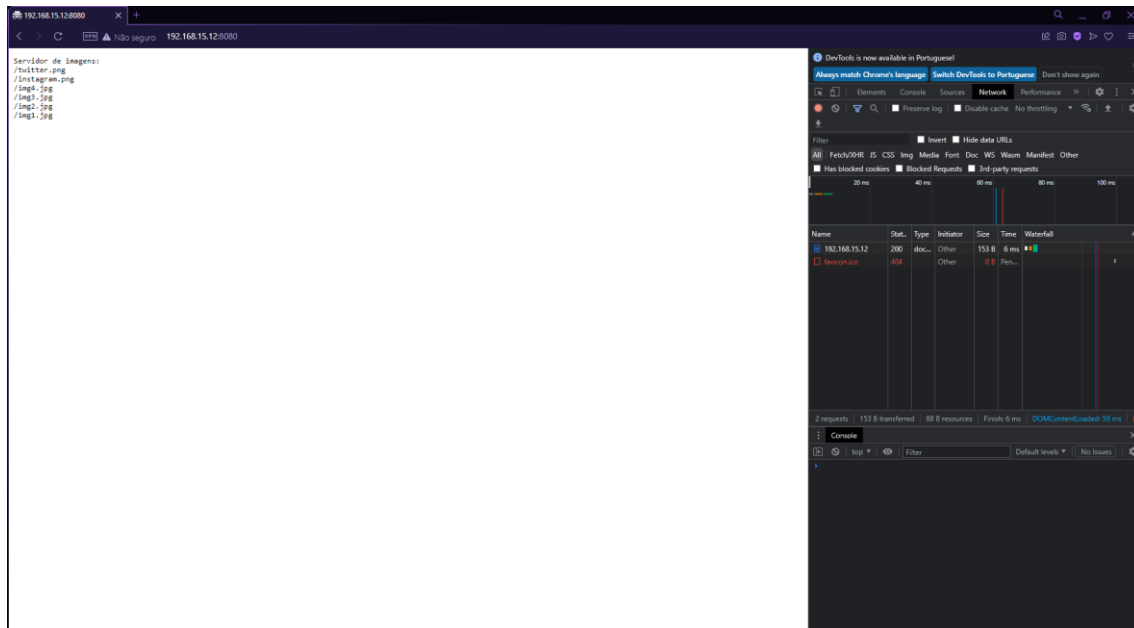 192.168.15.12:8080
VPN Não seguro 192.168.15.12:8080
Servidor de imagens:
/twitter.png
/instagram.png
/img4.jpg
/img3.jpg
/img2.jpg
/img1.jpg
DevTools is now available in Portuguese!
Always match Chrome's language Switch DevTools to Portuguese Don't show again
Elements Console Sources Network Performance
Preserve log Disable cache No throttling
Filter Invert Hide data URLs
All Fetch/XHR JS CSS Img Media Font Doc WS Wasm Manifest Other
Has blocked cookies Blocked Requests 3rd-party requests
20 ms 40 ms 60 ms 80 ms 100 ms
Name Stat... Type Initiator Size Time Waterfall
192.168.15.12 200 doc... Other 153 B 6 ms
favicon.ico 404 Other 0 B Pen...
2 requests 153 B transferred 88 B resources Finish: 6 ms DOMContentLoaded: 59 ms
Console
top Filter Default levels No Issues